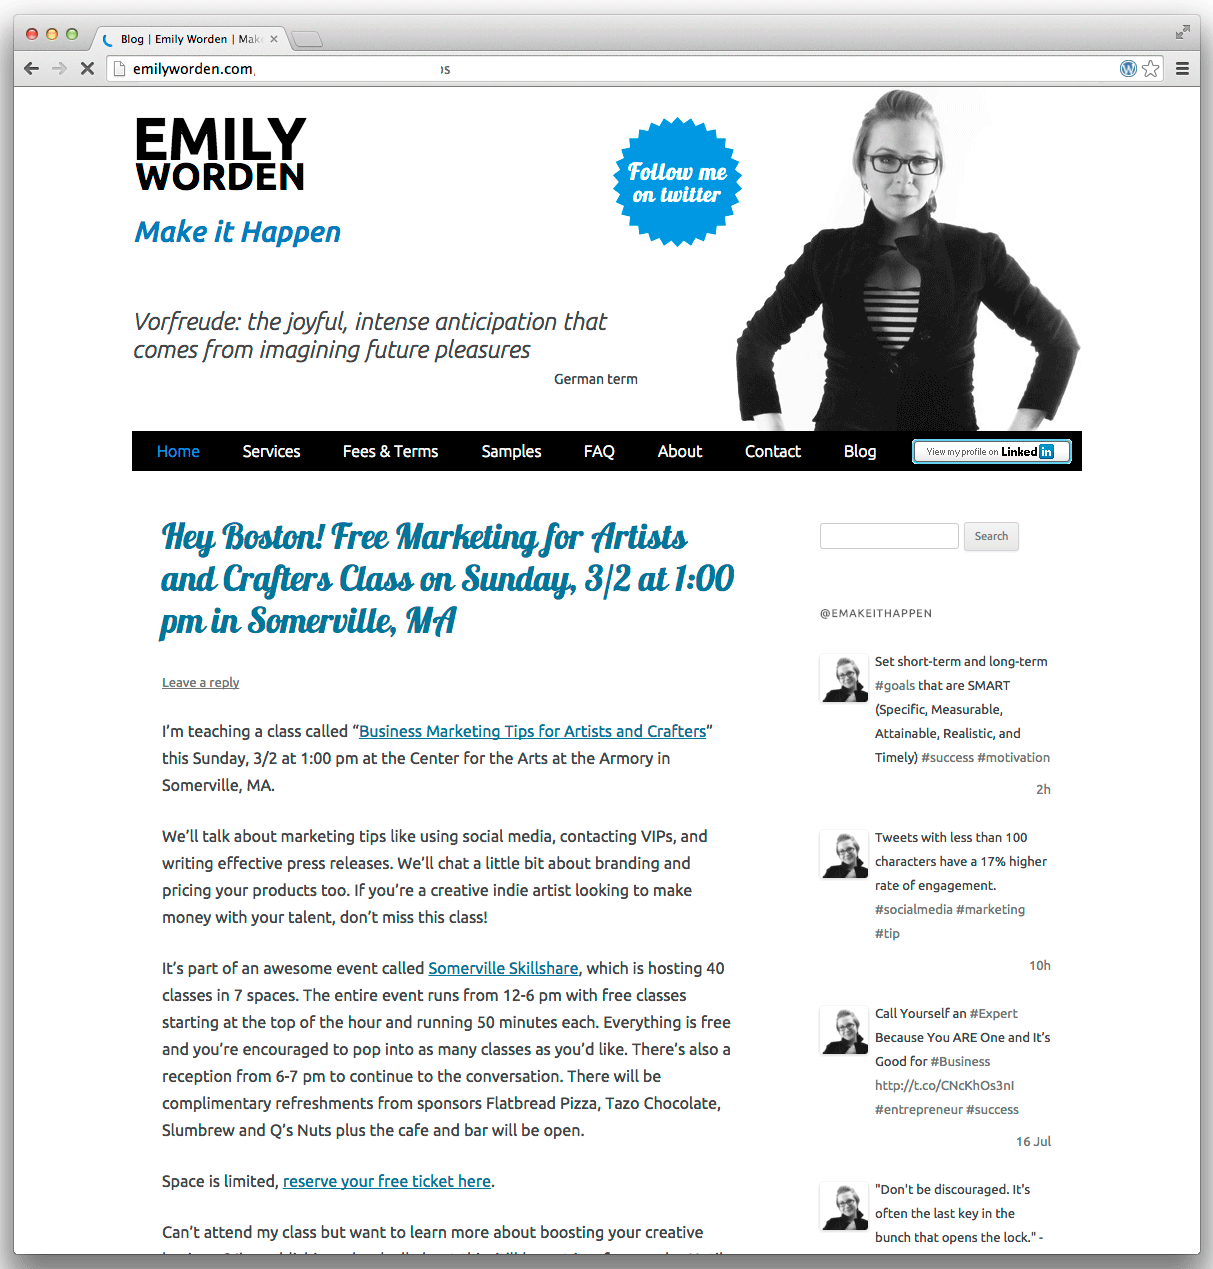 Blog | Emily Worden | Make
emilyworden.com
EMILY
WORDEN
Make it Happen
Follow me
on twitter
Vorfreude: the joyful, intense anticipation that
comes from imagining future pleasures
German term
Home Services Fees & Terms Samples FAQ About Contact Blog View my profile on Linked in
Hey Boston! Free Marketing for Artists
and Crafters Class on Sunday, 3/2 at 1:00
pm in Somerville, MA
Leave a reply
I’m teaching a class called “Business Marketing Tips for Artists and Crafters”
this Sunday, 3/2 at 1:00 pm at the Center for the Arts at the Armory in
Somerville, MA.
We’ll talk about marketing tips like using social media, contacting VIPs, and
writing effective press releases. We’ll chat a little bit about branding and
pricing your products too. If you’re a creative indie artist looking to make
money with your talent, don’t miss this class!
It’s part of an awesome event called Somerville Skillshare, which is hosting 40
classes in 7 spaces. The entire event runs from 12-6 pm with free classes
starting at the top of the hour and running 50 minutes each. Everything is free
and you’re encouraged to pop into as many classes as you’d like. There’s also a
reception from 6-7 pm to continue to the conversation. There will be
complimentary refreshments from sponsors Flatbread Pizza, Tazo Chocolate,
Slumbrew and Q’s Nuts plus the cafe and bar will be open.
Space is limited, reserve your free ticket here.
Can’t attend my class but want to learn more about boosting your creative
Search
@EMAKEITHAPPEN
Set short-term and long-term
#goals that are SMART
(Specific, Measurable,
Attainable, Realistic, and
Timely) #success #motivation
2h
Tweets with less than 100
characters have a 17% higher
rate of engagement.
#socialmedia #marketing
#tip
10h
Call Yourself an #Expert
Because You ARE One and It’s
Good for #Business
http://t.co/CNcKhOs3nI
#entrepreneur #success
16 Jul
"Don't be discouraged. It's
often the last key in the
bunch that opens the lock." -